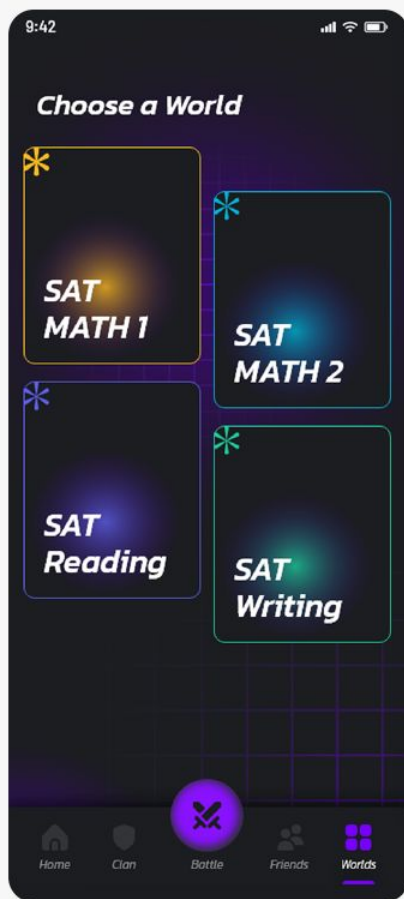 9:42
Choose a World
SAT
MATH 1
SAT
MATH 2
SAT
Reading
SAT
Writing
Home
Clan
Battle
Friends
Worlds